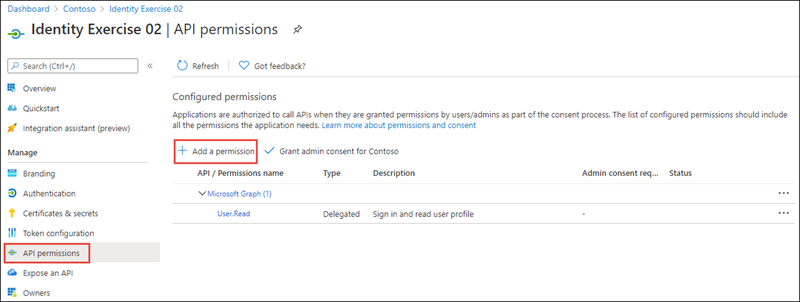 Dashboard > Contoso > Identity Exercise 02
Identity Exercise 02 | API permissions
Search (Ctrl+/)
«
Refresh
Got feedback?
Overview
Quickstart
Integration assistant (preview)
Manage
Branding
Authentication
Certificates & secrets
Token configuration
API permissions
Expose an API
Owners
Configured permissions
Applications are authorized to call APIs when they are granted permissions by users/admins as part of the consent process. The list of configured permissions should include
all the permissions the application needs. Learn more about permissions and consent
+ Add a permission
Grant admin consent for Contoso
API / Permissions name Type Description Admin consent req... Status
Microsoft Graph (1) ...
User.Read Delegated Sign in and read user profile - ...